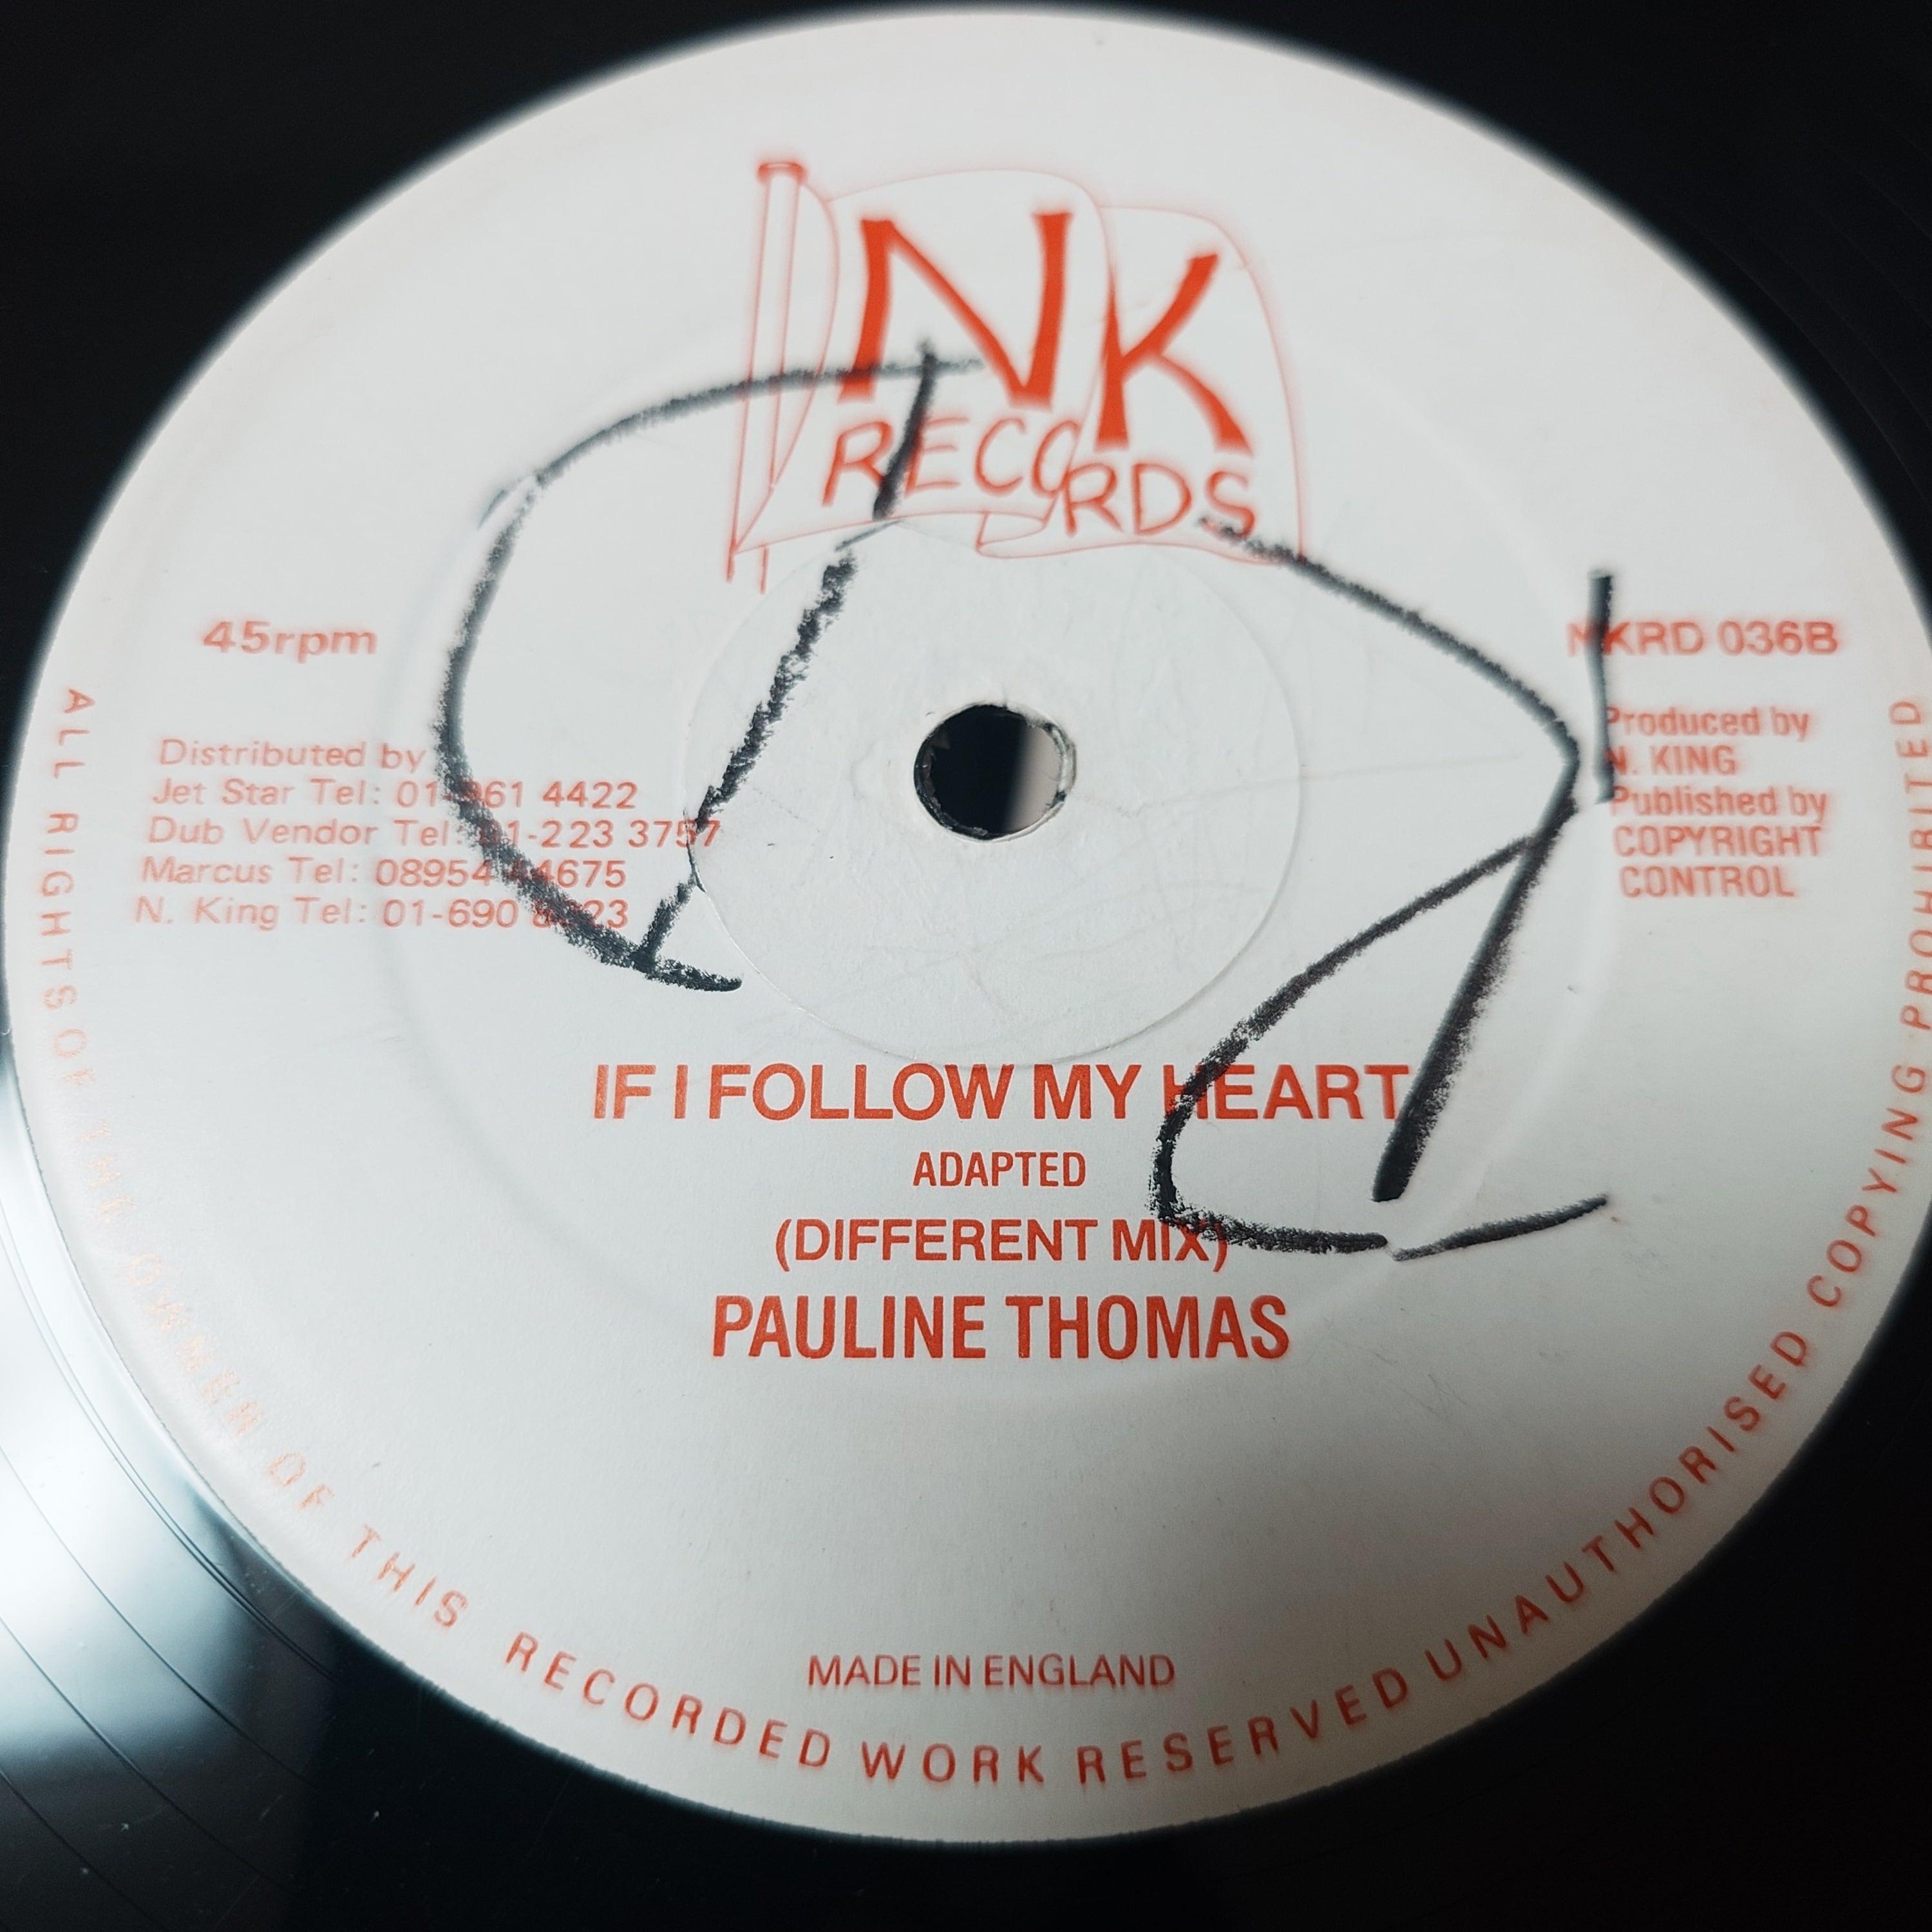 NK
RECORDS
45rpm
NKRD 036B
Distributed by
Jet Star Tel: 01-961 4422
Dub Vendor Tel: 01-223 3757
Marcus Tel: 08954 44675
N. King Tel: 01-690
Produced by
N. KING
Published by
COPYRIGHT
CONTROL
IF I FOLLOW MY HEART
ADAPTED
(DIFFERENT MIX)
PAULINE THOMAS
MADE IN ENGLAND
ALL RIGHTS OF THE OWNER OF THIS RECORDED WORK RESERVED UNAUTHORISED COPYING PROHIBITED